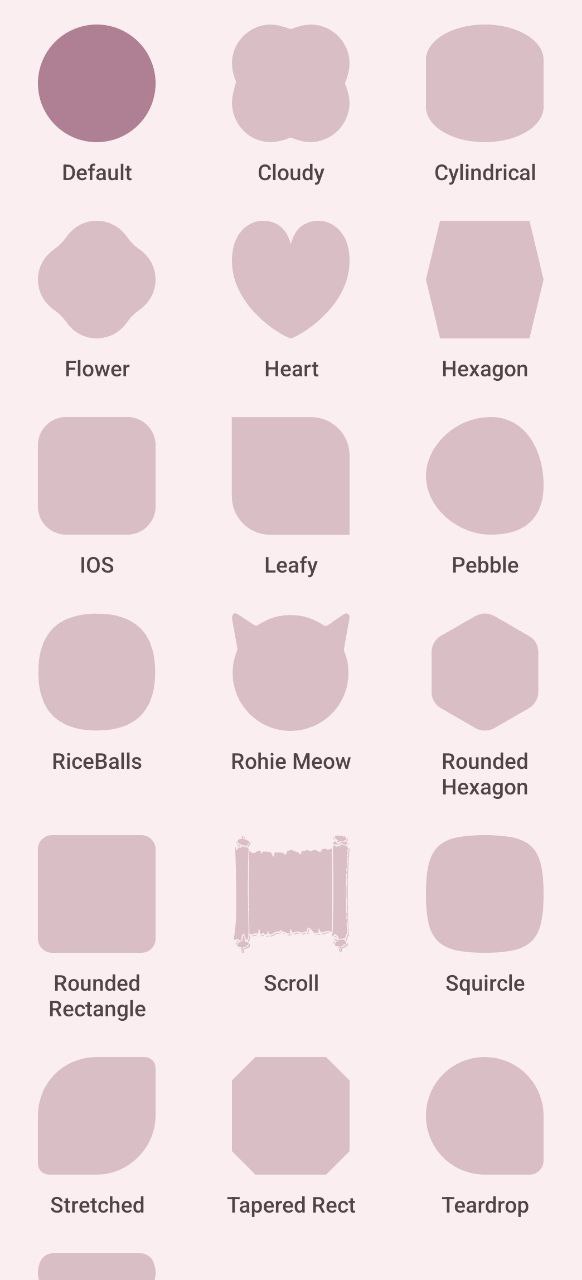 Default
Cloudy
Cylindrical
Flower
Heart
Hexagon
IOS
Leafy
Pebble
RiceBalls
Rohie Meow
Rounded
Hexagon
Rounded
Rectangle
Scroll
Squircle
Stretched
Tapered Rect
Teardrop